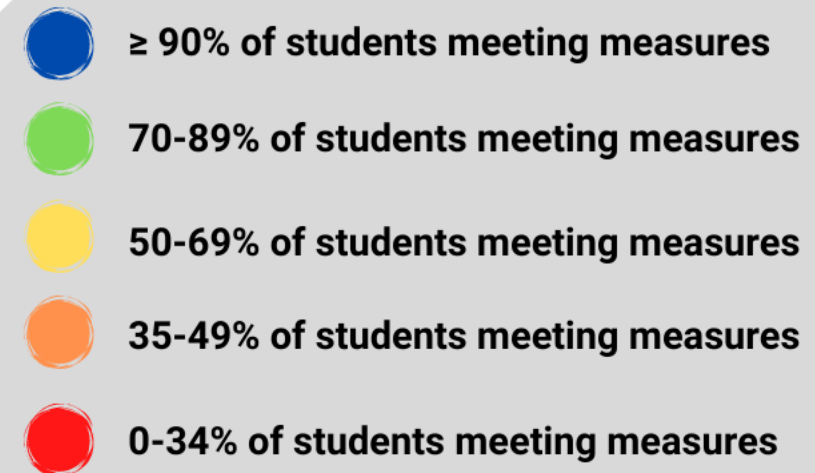 ≥ 90% of students meeting measures
70-89% of students meeting measures
50-69% of students meeting measures
35-49% of students meeting measures
0-34% of students meeting measures